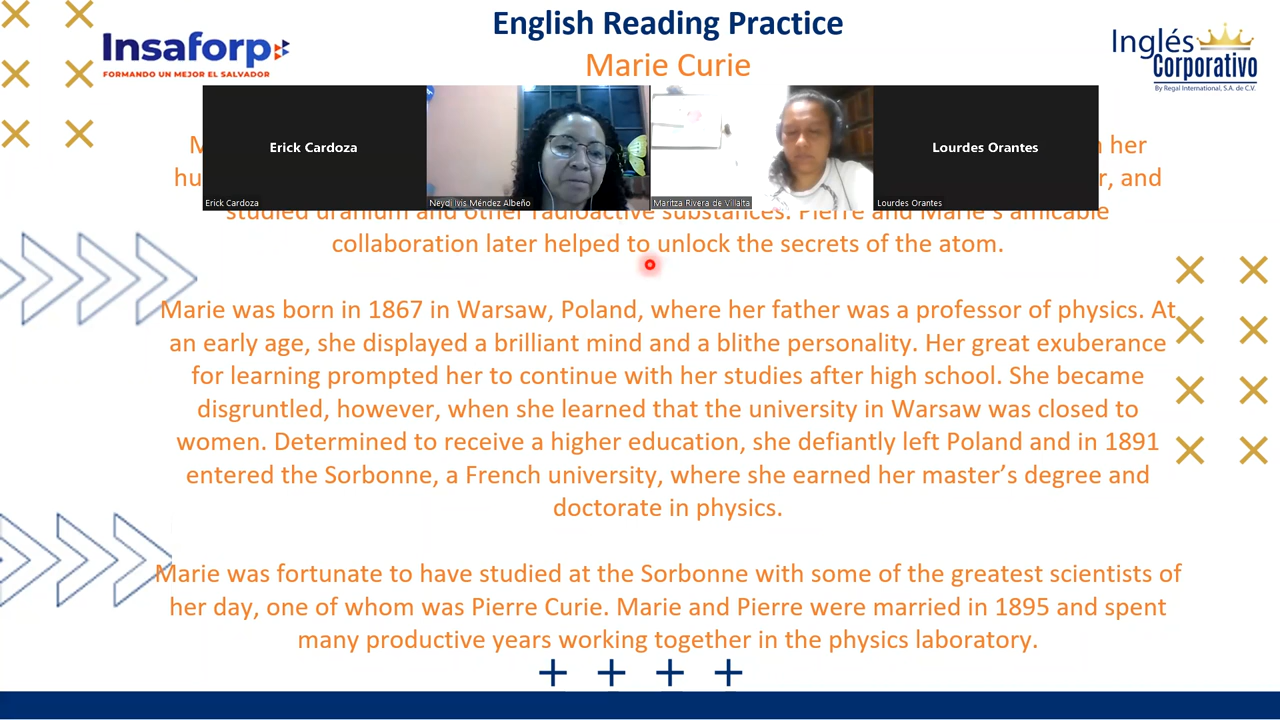 English Reading Practice
Marie Curie
Insaforp
FORMANDO UN MEJOR EL SALVADOR
Inglés
Corporativo
By Regal International, S.A. de C.V.
Erick Cardoza
Lourdes Orantes
Erick Cardoza
Neydi Ivis Méndez Albeño
Maritza Rivera de Villalta
Lourdes Orantes
her
and
studied uranium and other radioactive substances. Pierre and Marie's amicable
collaboration later helped to unlock the secrets of the atom.
Marie was born in 1867 in Warsaw, Poland, where her father was a professor of physics. At
an early age, she displayed a brilliant mind and a blithe personality. Her great exuberance
for learning prompted her to continue with her studies after high school. She became
disgruntled, however, when she learned that the university in Warsaw was closed to
women. Determined to receive a higher education, she defiantly left Poland and in 1891
entered the Sorbonne, a French university, where she earned her master's degree and
doctorate in physics.
Marie was fortunate to have studied at the Sorbonne with some of the greatest scientists of
her day, one of whom was Pierre Curie. Marie and Pierre were married in 1895 and spent
many productive years working together in the physics laboratory.